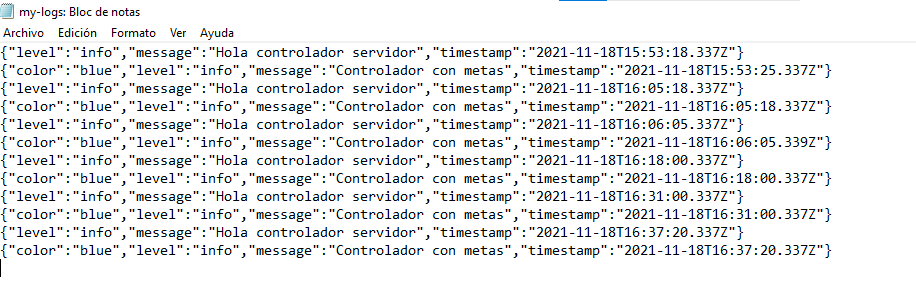 my-logs: Bloc de notas
Archivo Edición Formato Ver Ayuda
{"level":"info","message":"Hola controlador servidor","timestamp":"2021-11-18T15:53:18.337Z"}
{"color":"blue","level":"info","message":"Controlador con metas","timestamp":"2021-11-18T15:53:25.337Z"}
{"level":"info","message":"Hola controlador servidor","timestamp":"2021-11-18T16:05:18.337Z"}
{"color":"blue","level":"info","message":"Controlador con metas","timestamp":"2021-11-18T16:05:18.339Z"}
{"level":"info","message":"Hola controlador servidor","timestamp":"2021-11-18T16:06:05.337Z"}
{"color":"blue","level":"info","message":"Controlador con metas","timestamp":"2021-11-18T16:06:05.339Z"}
{"level":"info","message":"Hola controlador servidor","timestamp":"2021-11-18T16:18:00.337Z"}
{"color":"blue","level":"info","message":"Controlador con metas","timestamp":"2021-11-18T16:18:00.337Z"}
{"level":"info","message":"Hola controlador servidor","timestamp":"2021-11-18T16:31:00.337Z"}
{"color":"blue","level":"info","message":"Controlador con metas","timestamp":"2021-11-18T16:31:00.337Z"}
{"level":"info","message":"Hola controlador servidor","timestamp":"2021-11-18T16:37:20.337Z"}
{"color":"blue","level":"info","message":"Controlador con metas","timestamp":"2021-11-18T16:37:20.337Z"}